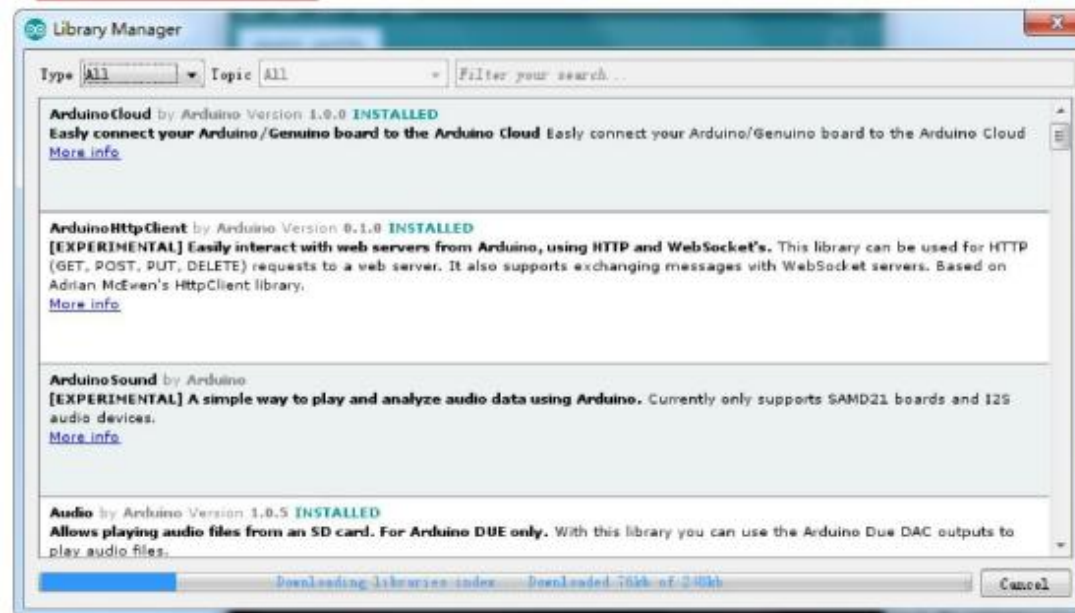 Library Manager
Type All Topic All Filter your search...
ArduinoCloud by Arduino Version 1.0.0 INSTALLED
Easly connect your Arduino/Genuino board to the Arduino Cloud Easly connect your Arduino/Genuino board to the Arduino Cloud
More info
ArduinoHttpClient by Arduino Version 0.1.0 INSTALLED
[EXPERIMENTAL] Easily interact with web servers from Arduino, using HTTP and WebSocket's. This library can be used for HTTP
(GET, POST, PUT, DELETE) requests to a web server. It also supports exchanging messages with WebSocket servers. Based on
Adrian McEwen's HttpClient library.
More info
ArduinoSound by Arduino
[EXPERIMENTAL] A simple way to play and analyze audio data using Arduino. Currently only supports SAMD21 boards and I2S
audio devices.
More info
Audio by Arduino Version 1.0.5 INSTALLED
Allows playing audio files from an SD card. For Arduino DUE only. With this library you can use the Arduino Due DAC outputs to
play audio files.
Downloading libraries index. Downloaded 76kb of 248kb
Cancel